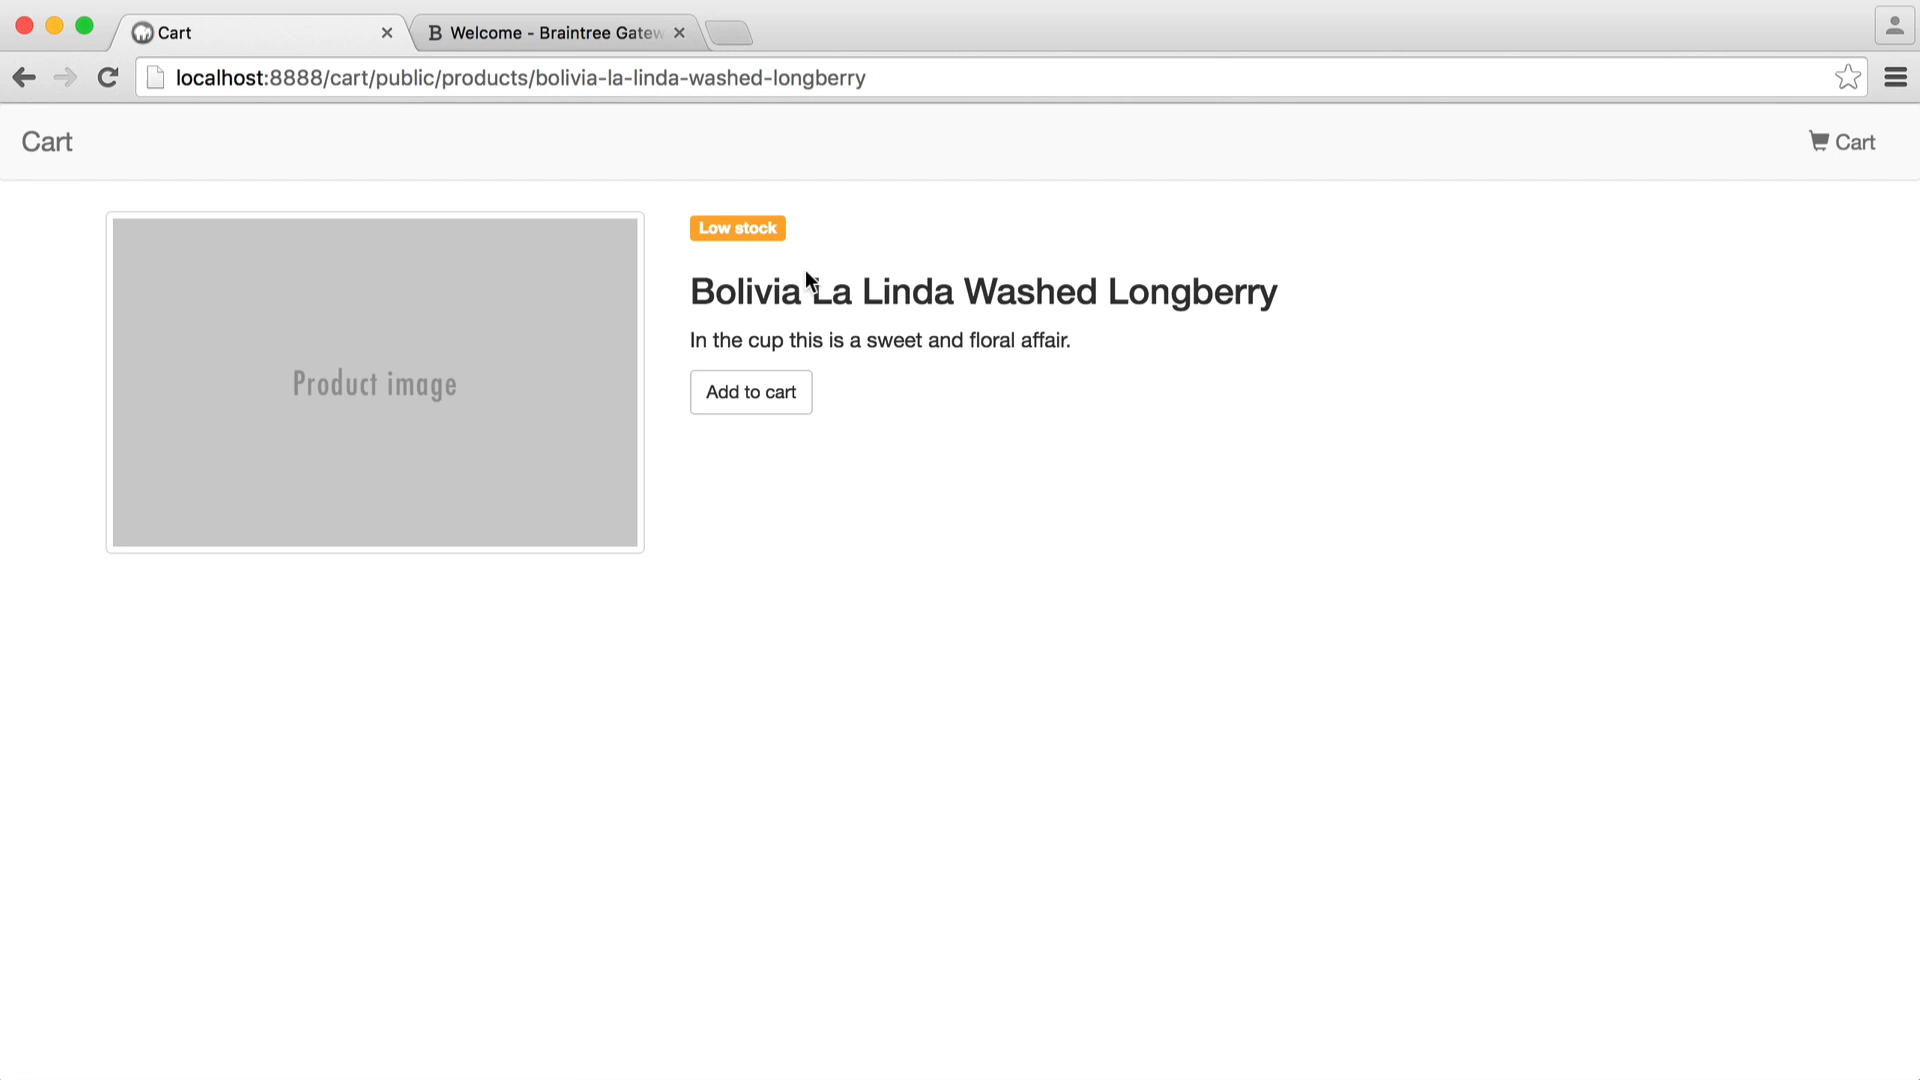 Cart
B Welcome - Braintree Gatew
localhost:8888/cart/public/products/bolivia-la-linda-washed-longberry
Cart
Cart
Low stock
Bolivia La Linda Washed Longberry
In the cup this is a sweet and floral affair.
Add to cart
Product image